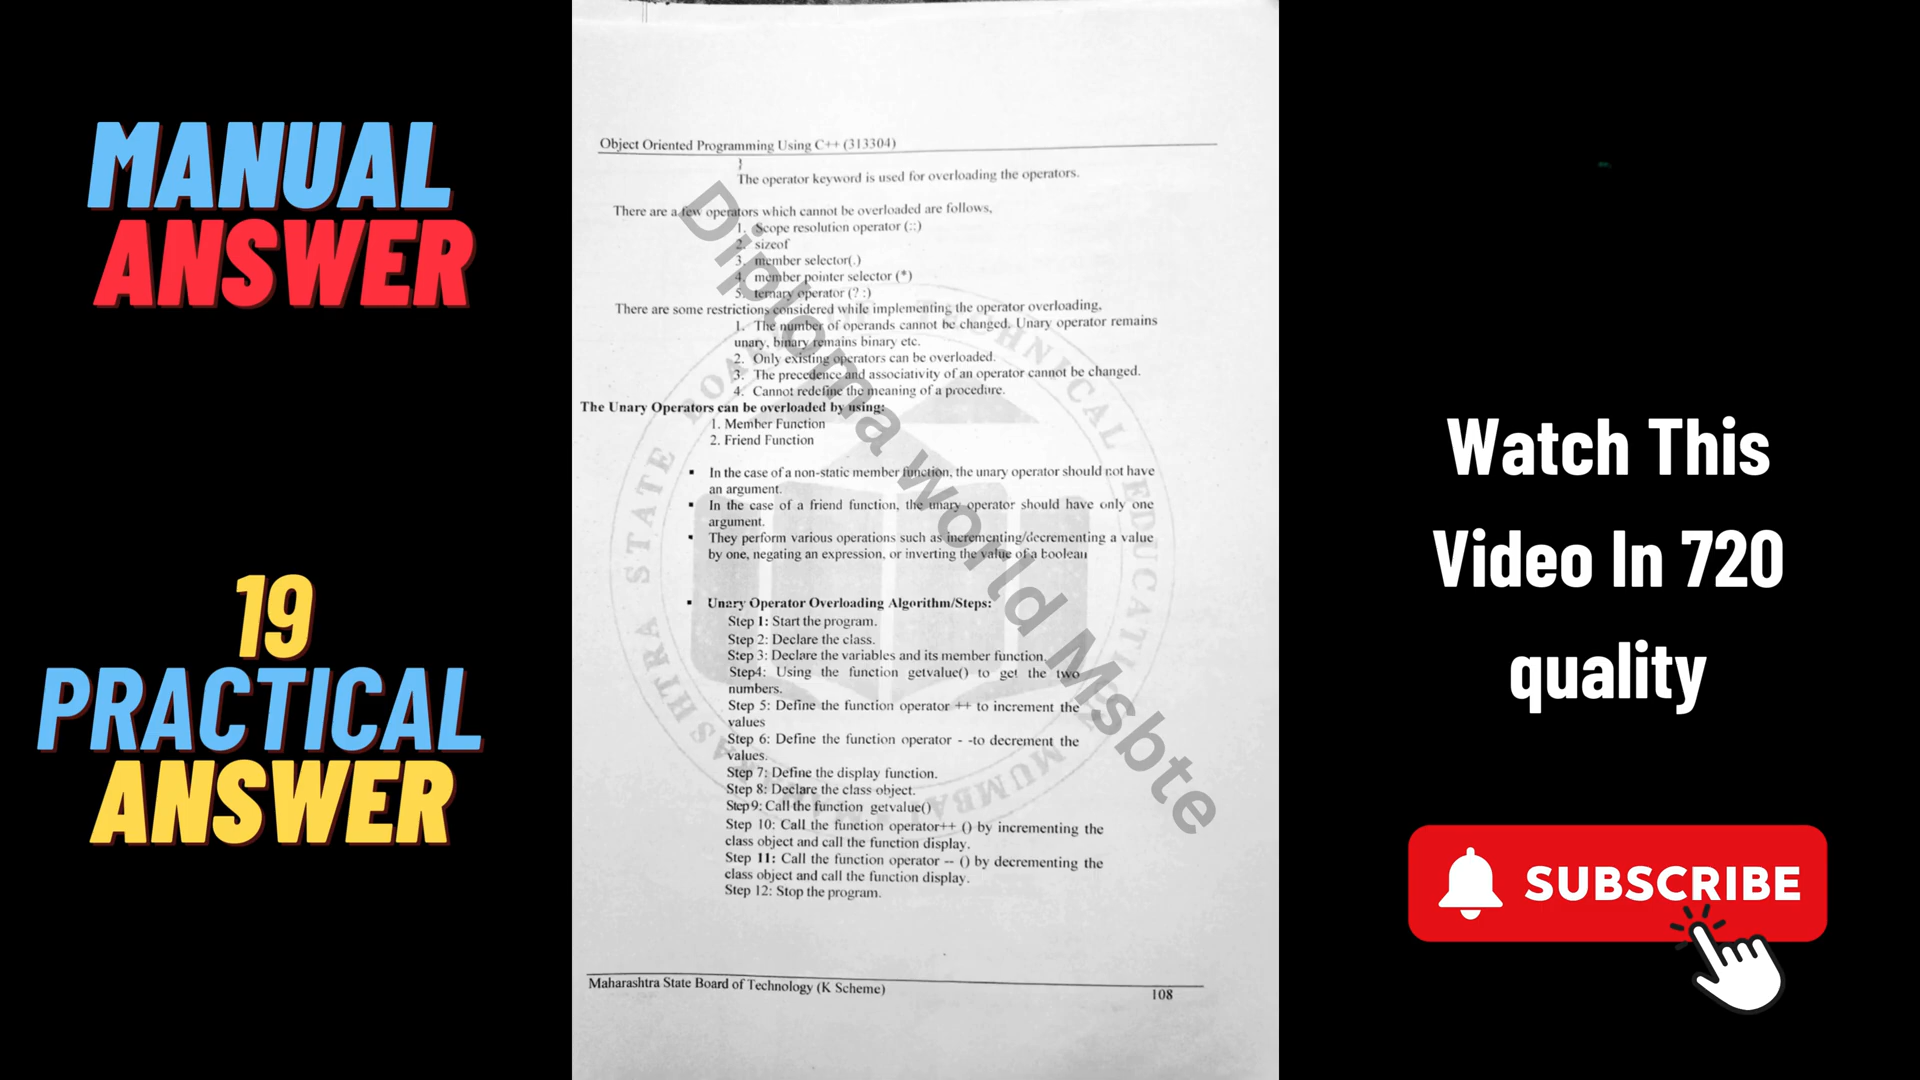 MANUAL
ANSWER
19
PRACTICAL
ANSWER
Object Oriented Programming Using C++ (313304)
}
The operator keyword is used for overloading the operators.
There are a few operators which cannot be overloaded are follows,
1. Scope resolution operator (::)
2. sizeof
3. member selector(.)
4. member pointer selector (*)
5. ternary operator (? :)
There are some restrictions considered while implementing the operator overloading,
1. The number of operands cannot be changed. Unary operator remains
unary, binary remains binary etc.
2. Only existing operators can be overloaded.
3. The precedence and associativity of an operator cannot be changed.
4. Cannot redefine the meaning of a procedure.
The Unary Operators can be overloaded by using:
1. Member Function
2. Friend Function
▪ In the case of a non-static member function, the unary operator should not have
an argument.
▪ In the case of a friend function, the unary operator should have only one
argument.
▪ They perform various operations such as incrementing/decrementing a value
by one, negating an expression, or inverting the value of a boolean
▪ Unary Operator Overloading Algorithm/Steps:
Step 1: Start the program.
Step 2: Declare the class.
Step 3: Declare the variables and its member function.
Step4: Using the function getvalue() to get the two
numbers.
Step 5: Define the function operator ++ to increment the
values
Step 6: Define the function operator - -to decrement the
values.
Step 7: Define the display function.
Step 8: Declare the class object.
Step 9: Call the function getvalue()
Step 10: Call the function operator++ () by incrementing the
class object and call the function display.
Step 11: Call the function operator -- () by decrementing the
class object and call the function display.
Step 12: Stop the program.
Maharashtra State Board of Technology (K Scheme)
108
Diploma world Msbte
Watch This
Video In 720
quality
SUBSCRIBE